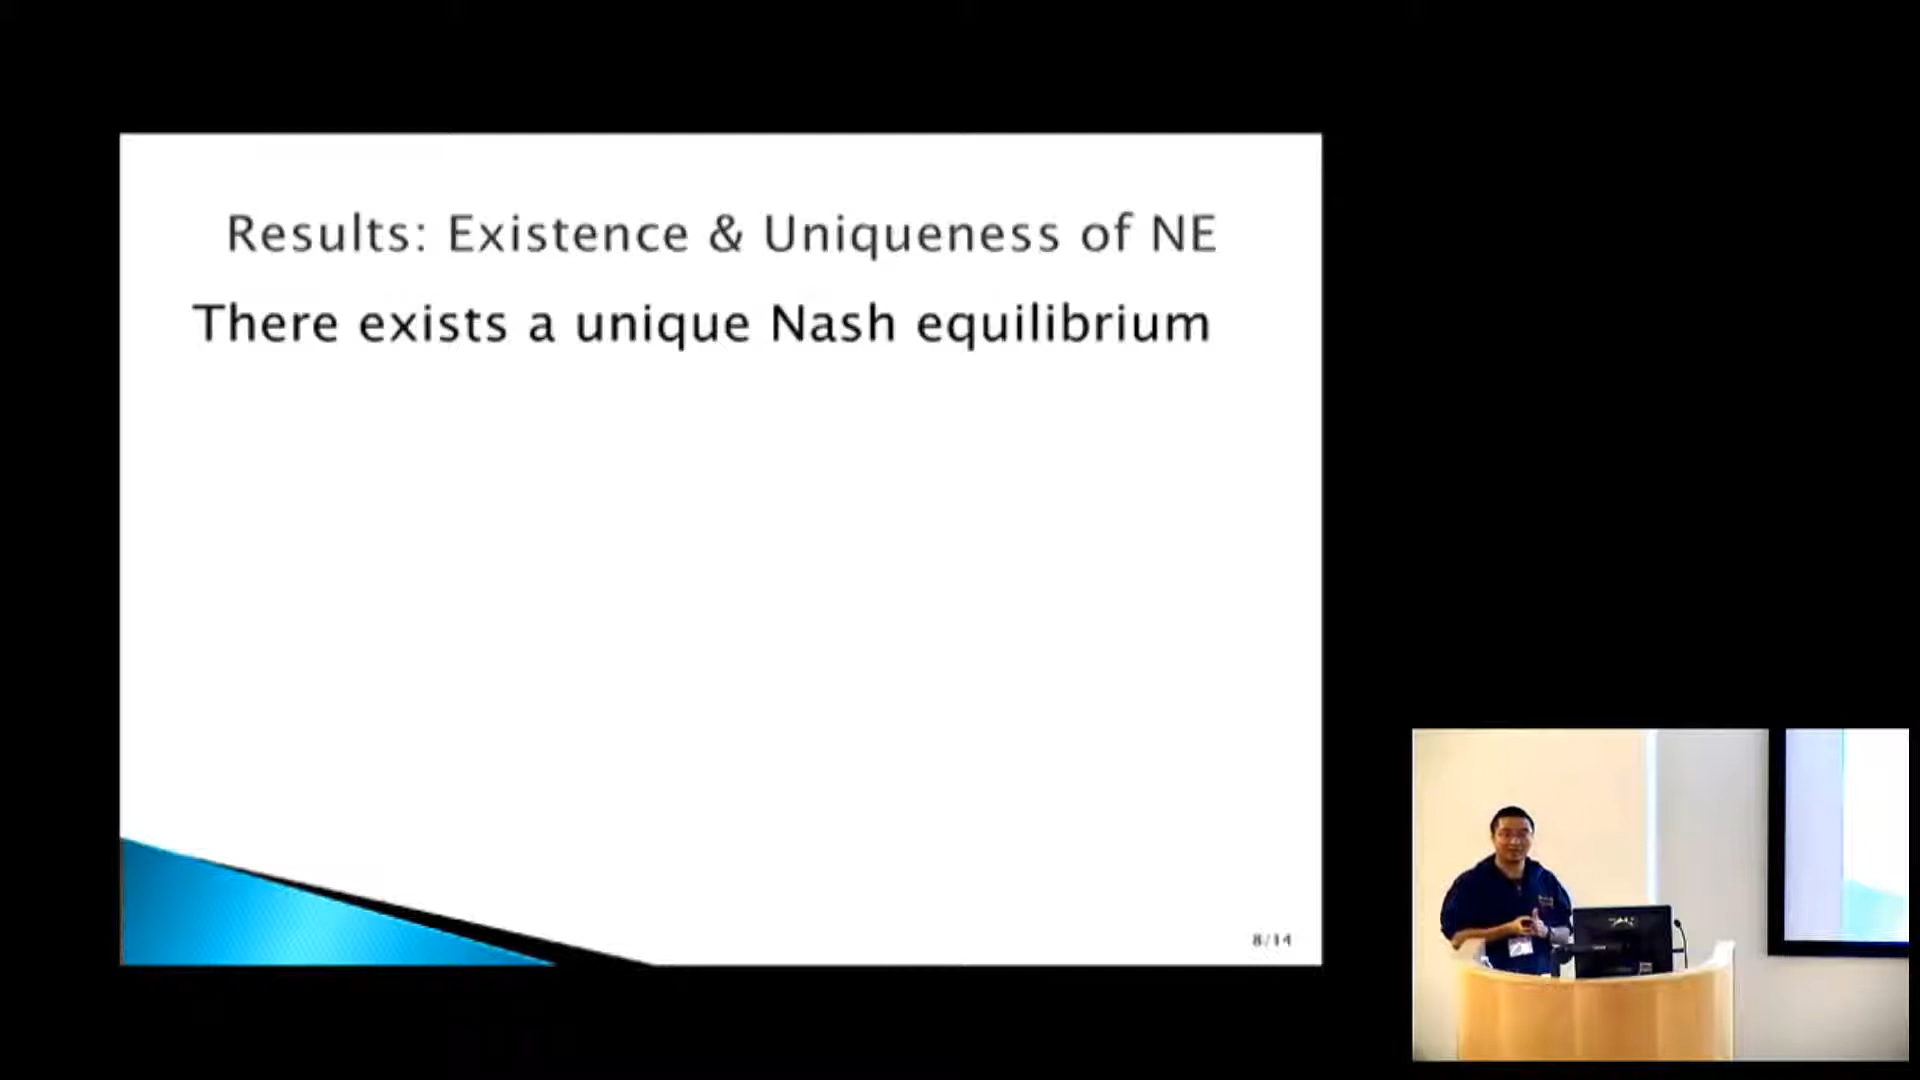 Results: Existence & Uniqueness of NE
There exists a unique Nash equilibrium
8/14